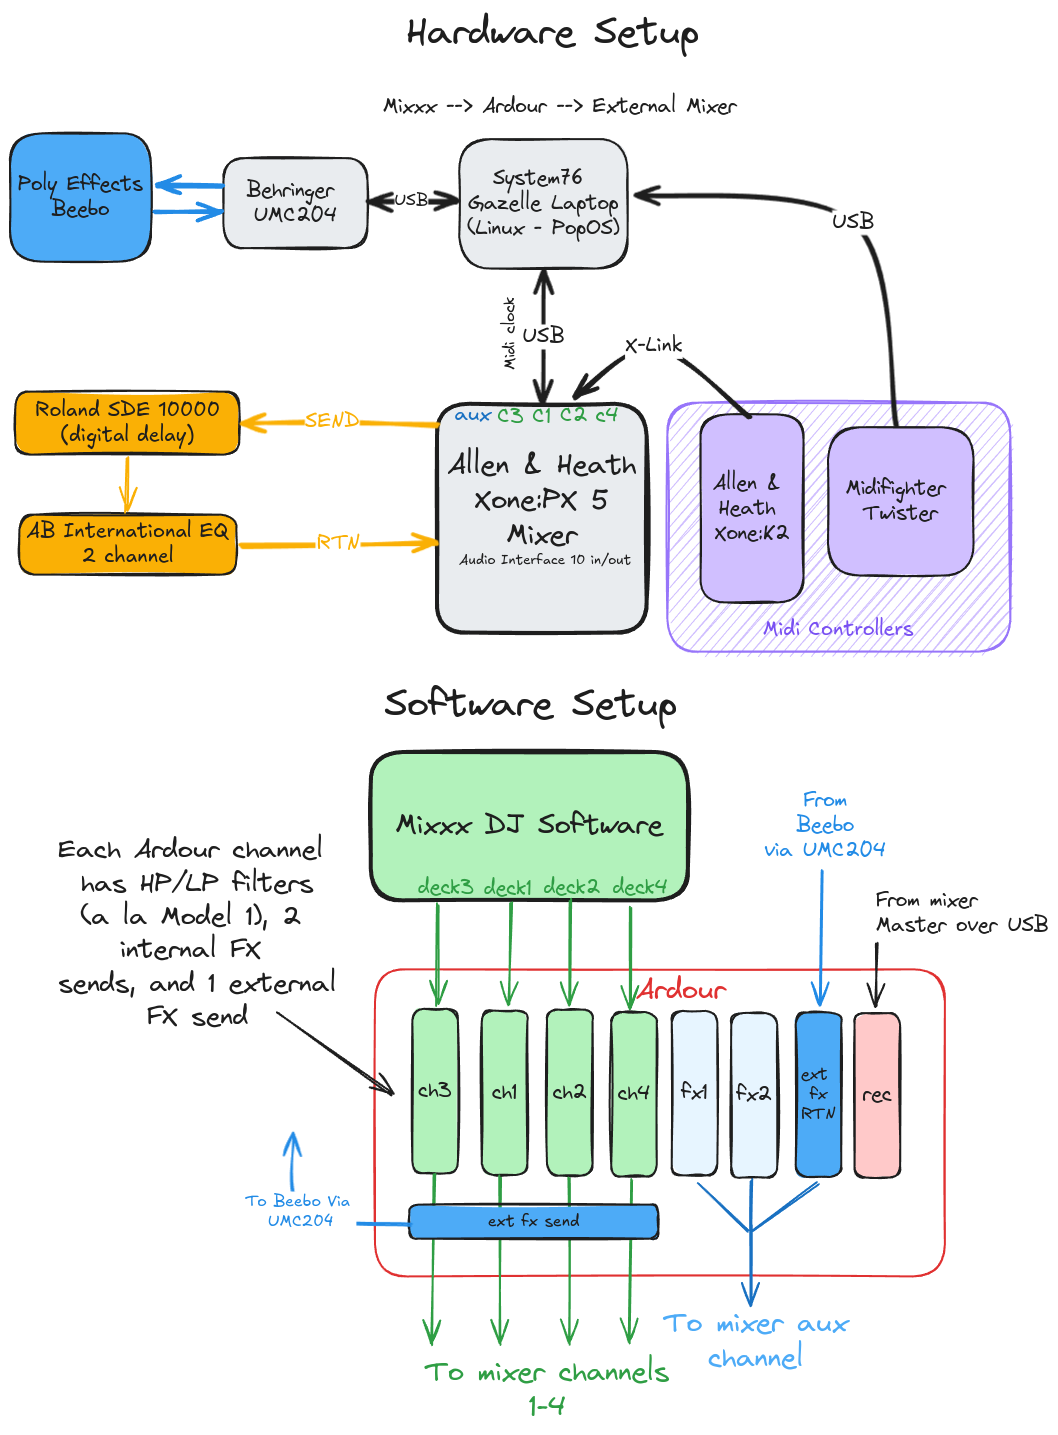 Hardware Setup
Mixxx --> Ardour --> External Mixer
Poly Effects
Beebo
Behringer
UMC204
USB
System76
Gazelle Laptop
(Linux - PopOS)
USB
Midi clock
USB
X-Link
Roland SDE 10000
(digital delay)
SEND
AB International EQ
2 channel
RTN
aux C3 C1 C2 c4
Allen & Heath
Xone:PX 5
Mixer
Audio Interface 10 in/out
Allen &
Heath
Xone:K2
Midifighter
Twister
Midi Controllers
Software Setup
Mixxx DJ Software
deck3 deck1 deck2 deck4
From
Beebo
via UMC204
From mixer
Master over USB
Each Ardour channel
has HP/LP filters
(a la Model 1), 2
internal FX
sends, and 1 external
FX send
Ardour
ch3
ch1
ch2
ch4
fx1
fx2
ext
fx
RTN
rec
To Beebo Via
UMC204
ext fx send
To mixer aux
channel
To mixer channels
1-4